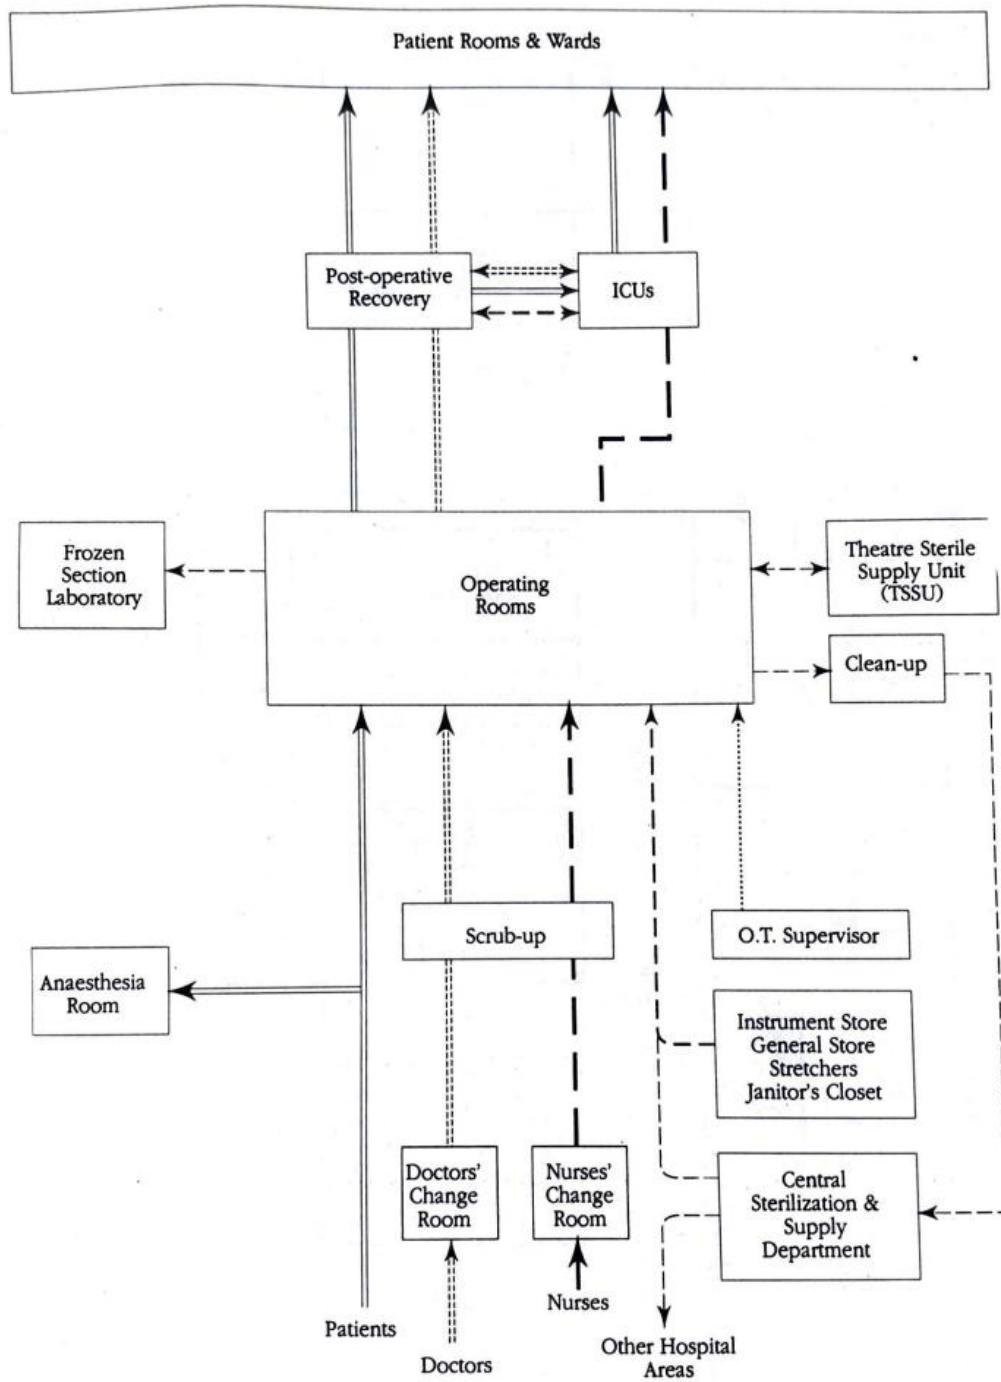 Patient Rooms & Wards
Post-operative
Recovery
ICUs
Frozen
Section
Laboratory
Operating
Rooms
Theatre Sterile
Supply Unit
(TSSU)
Clean-up
Scrub-up
O.T. Supervisor
Anaesthesia
Room
Instrument Store
General Store
Stretchers
Janitor's Closet
Doctors'
Change
Room
Nurses'
Change
Room
Central
Sterilization &
Supply
Department
Patients
Doctors
Nurses
Other Hospital
Areas